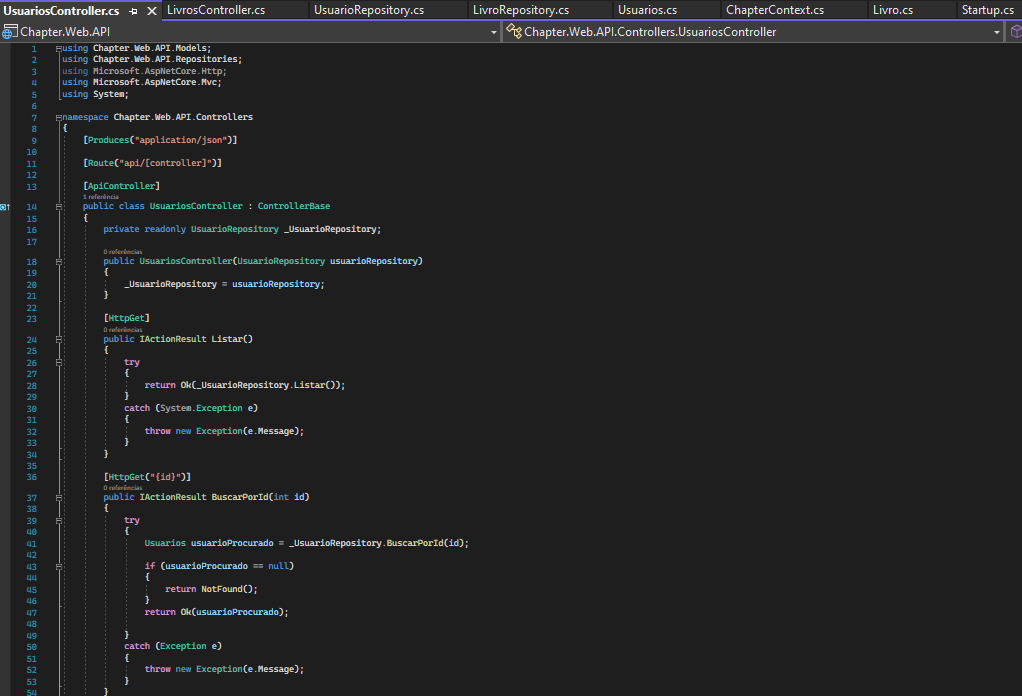 UsuariosController.cs LivrosController.cs UsuarioRepository.cs LivroRepository.cs Usuarios.cs ChapterContext.cs Livro.cs Startup.cs
Chapter.Web.API Chapter.Web.API.Controllers.UsuariosController
1 using Chapter.Web.API.Models;
2 using Chapter.Web.API.Repositories;
3 using Microsoft.AspNetCore.Http;
4 using Microsoft.AspNetCore.Mvc;
5 using System;
6
7 namespace Chapter.Web.API.Controllers
8 {
9 [Produces("application/json")]
10
11 [Route("api/[controller]")]
12
13 [ApiController]
1 referência
14 public class UsuariosController : ControllerBase
15 {
16 private readonly UsuarioRepository _UsuarioRepository;
17
0 referências
18 public UsuariosController(UsuarioRepository usuarioRepository)
19 {
20 _UsuarioRepository = usuarioRepository;
21 }
22
23 [HttpGet]
0 referências
24 public IActionResult Listar()
25 {
26 try
27 {
28 return Ok(_UsuarioRepository.Listar());
29 }
30 catch (System.Exception e)
31 {
32 throw new Exception(e.Message);
33 }
34 }
35
36 [HttpGet("{id}")]
0 referências
37 public IActionResult BuscarPorId(int id)
38 {
39 try
40 {
41 Usuarios usuarioProcurado = _UsuarioRepository.BuscarPorId(id);
42
43 if (usuarioProcurado == null)
44 {
45 return NotFound();
46 }
47 return Ok(usuarioProcurado);
48
49 }
50 catch (Exception e)
51 {
52 throw new Exception(e.Message);
53 }
54 }